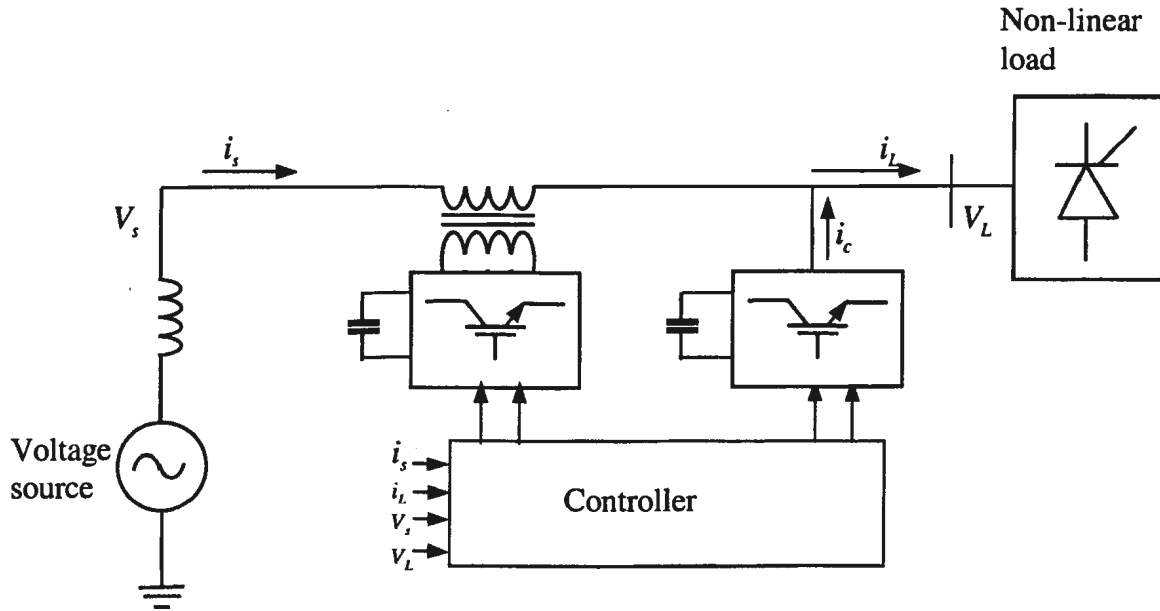 Non-linear
load
i_s
i_L
V_s
V_L
i_c
Voltage
source
i_s
i_L
V_s
V_L
Controller